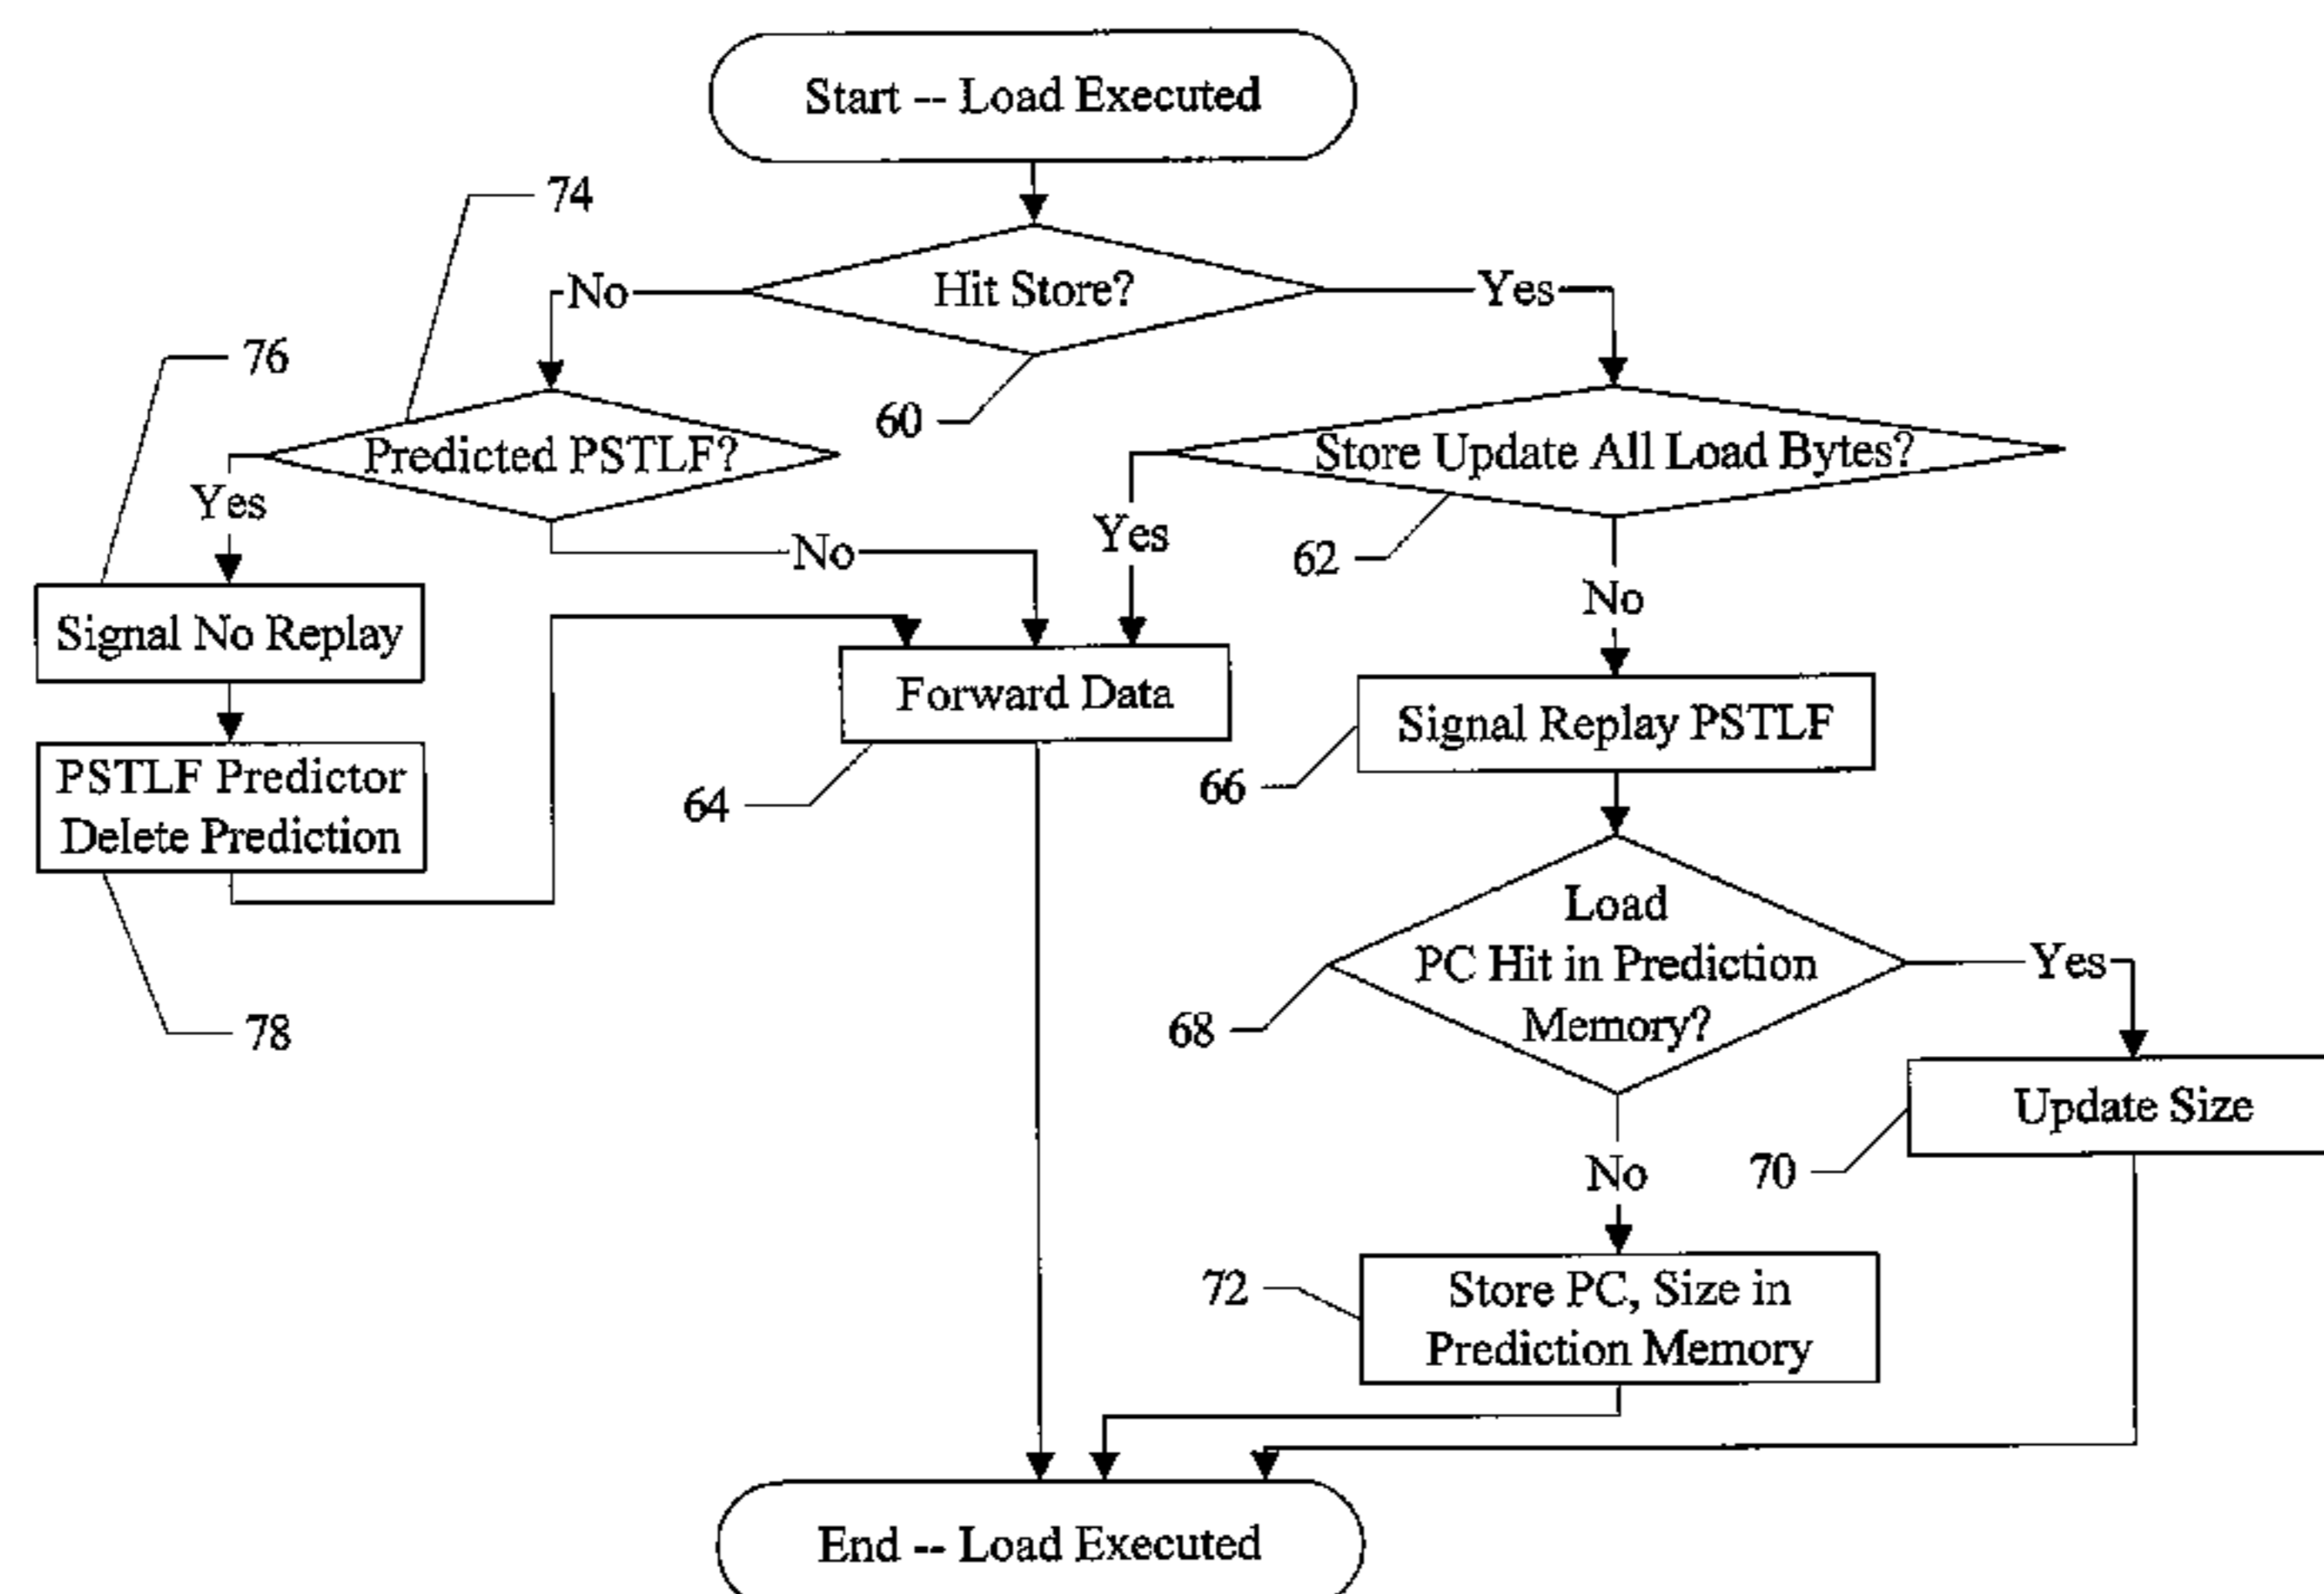 Start -- Load Executed
74
No
Hit Store?
Yes
76
60
Predicted PSTLF?
Store Update All Load Bytes?
Yes
No
Yes
62
No
Signal No Replay
Forward Data
Signal Replay PSTLF
66
64
PSTLF Predictor
Delete Prediction
Load
PC Hit in Prediction
Memory?
Yes
68
78
Update Size
70
No
72
Store PC, Size in
Prediction Memory
End -- Load Executed